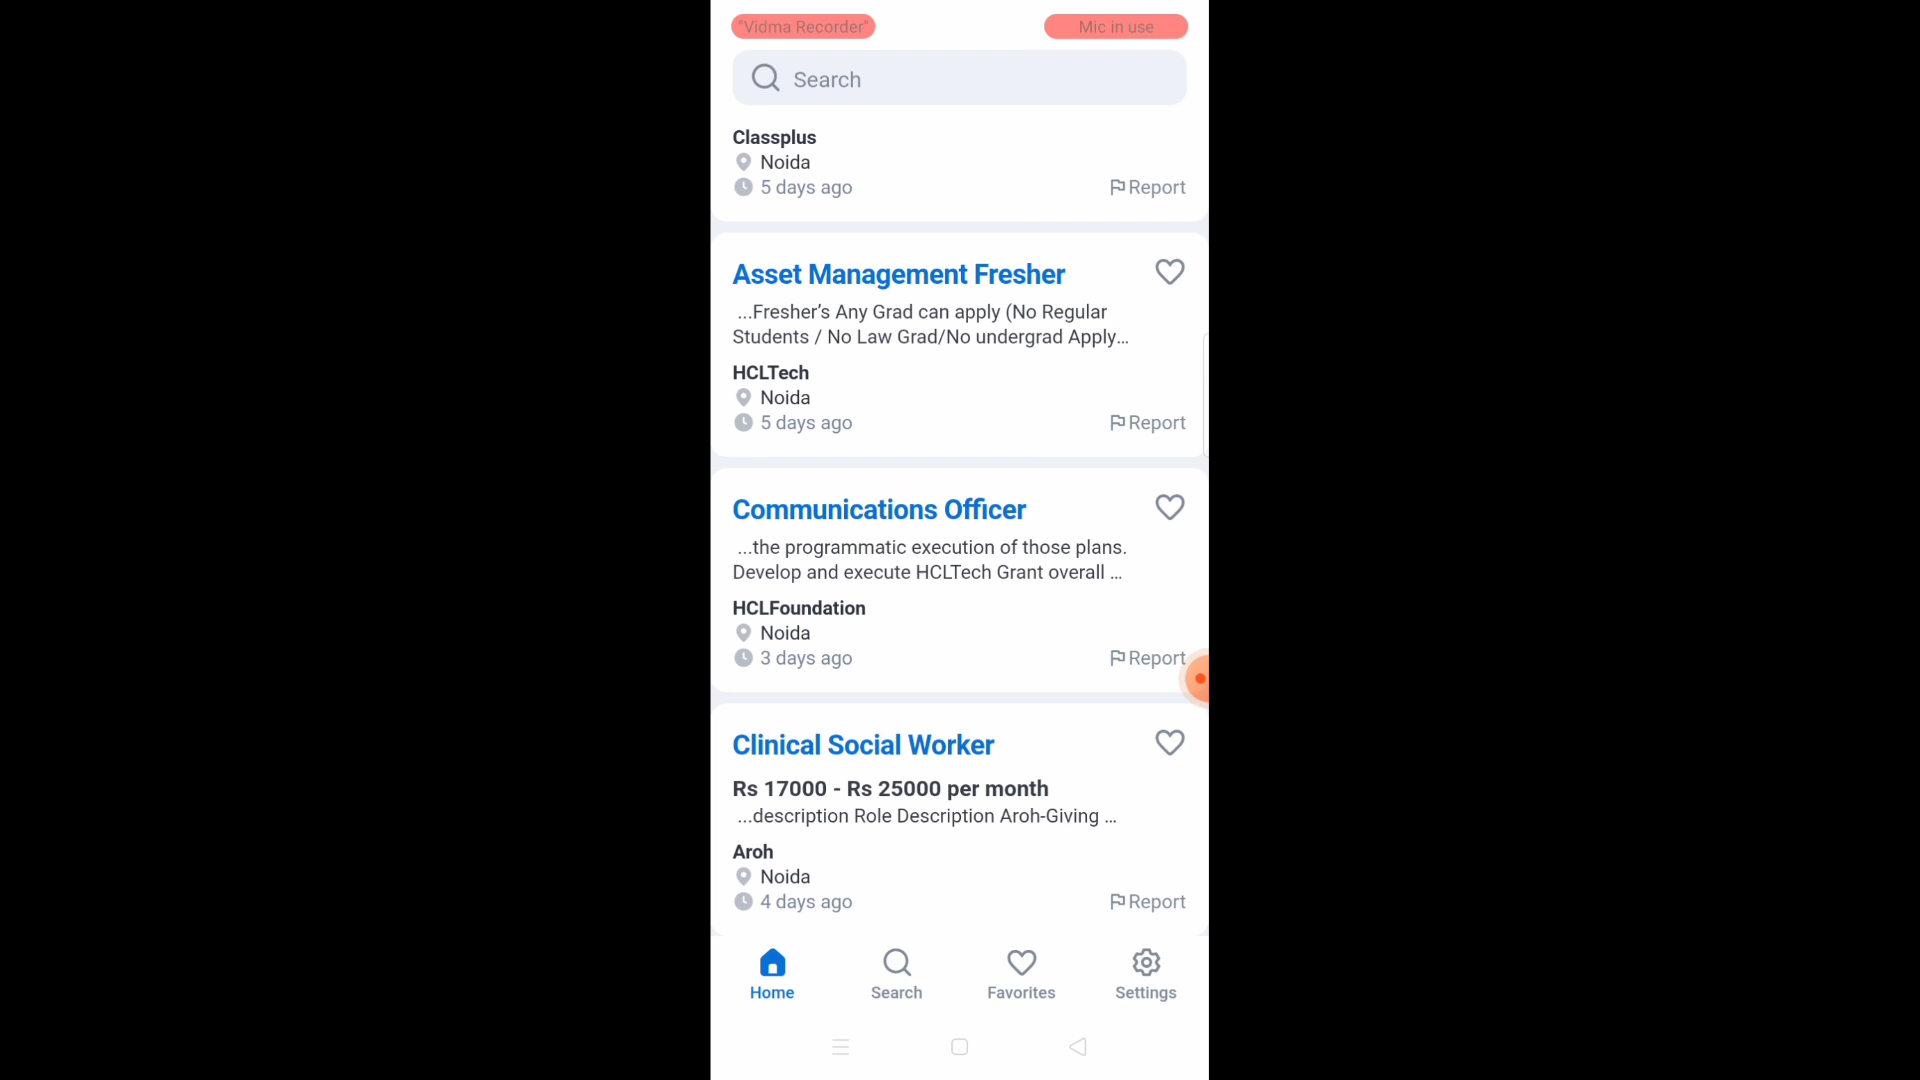 "Vidma Recorder"
Mic in use
Search
Classplus
Noida
5 days ago
Report
Asset Management Fresher
...Fresher’s Any Grad can apply (No Regular
Students / No Law Grad/No undergrad Apply...
HCLTech
Noida
5 days ago
Report
Communications Officer
...the programmatic execution of those plans.
Develop and execute HCLTech Grant overall ...
HCLFoundation
Noida
3 days ago
Report
Clinical Social Worker
Rs 17000 - Rs 25000 per month
...description Role Description Aroh-Giving ...
Aroh
Noida
4 days ago
Report
Home
Search
Favorites
Settings